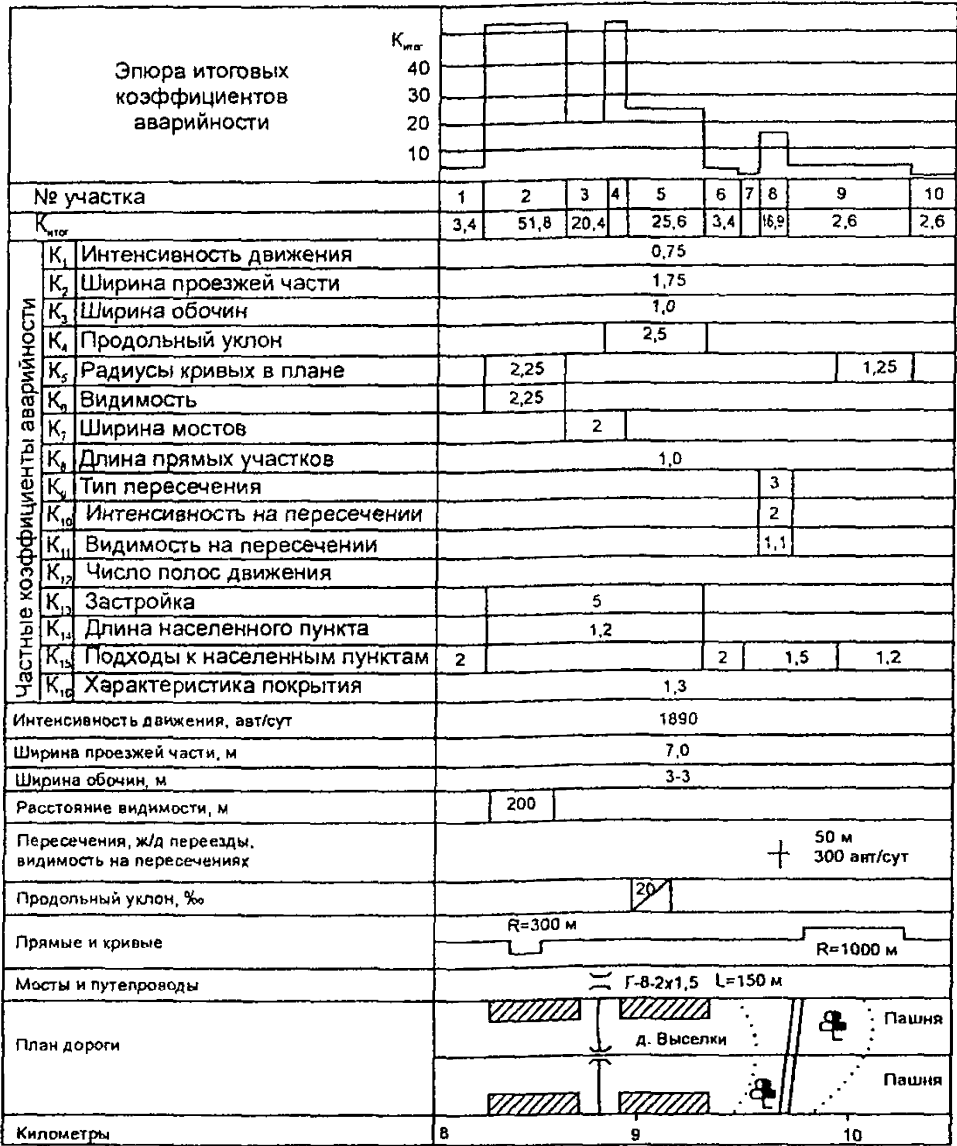 Эпюра итоговых
коэффициентов
аварийности
Kитог
40
30
20
10
№ участка 1 2 3 4 5 6 7 8 9 10
Kитог 3,4 51,8 20,4 25,6 3,4 16,9 2,6 2,6
Частные коэффициенты аварийности
K1 Интенсивность движения 0,75
K2 Ширина проезжей части 1,75
K3 Ширина обочин 1,0
K4 Продольный уклон 2,5
K5 Радиусы кривых в плане 2,25 1,25
K6 Видимость 2,25
K7 Ширина мостов 2
K8 Длина прямых участков 1,0
K9 Тип пересечения 3
K10 Интенсивность на пересечении 2
K11 Видимость на пересечении 1,1
K12 Число полос движения
K13 Застройка 5
K14 Длина населенного пункта 1,2
K15 Подходы к населенным пунктам 2 2 1,5 1,2
K16 Характеристика покрытия 1,3
Интенсивность движения, авт/сут 1890
Ширина проезжей части, м 7,0
Ширина обочин, м 3-3
Расстояние видимости, м 200
Пересечения, ж/д переезды, 50 м
видимость на пересечениях 300 авт/сут
Продольный уклон, ‰ 20
R=300 м
Прямые и кривые R=1000 м
Мосты и путепроводы Г-8-2х1,5 L=150 м
Пашня
План дороги д. Выселки
Пашня
Километры 8 9 10